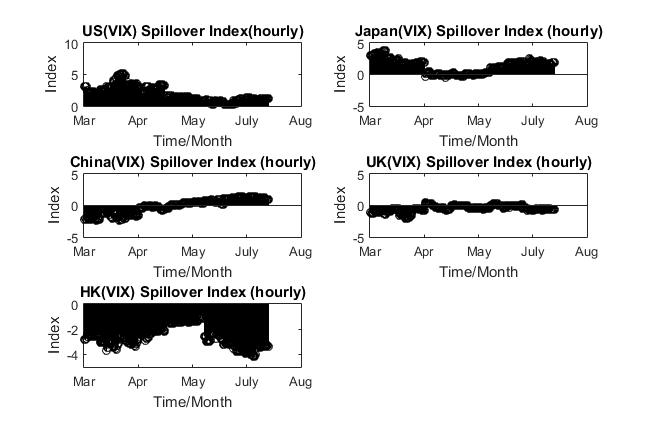 US(VIX) Spillover Index(hourly)
10
5
0
Index
Mar Apr May July Aug
Time/Month
Japan(VIX) Spillover Index (hourly)
5
0
-5
Index
Mar Apr May July Aug
Time/Month
China(VIX) Spillover Index (hourly)
5
0
-5
Index
Mar Apr May July Aug
Time/Month
UK(VIX) Spillover Index (hourly)
5
0
-5
Index
Mar Apr May July Aug
Time/Month
HK(VIX) Spillover Index (hourly)
0
-2
-4
Index
Mar Apr May July Aug
Time/Month